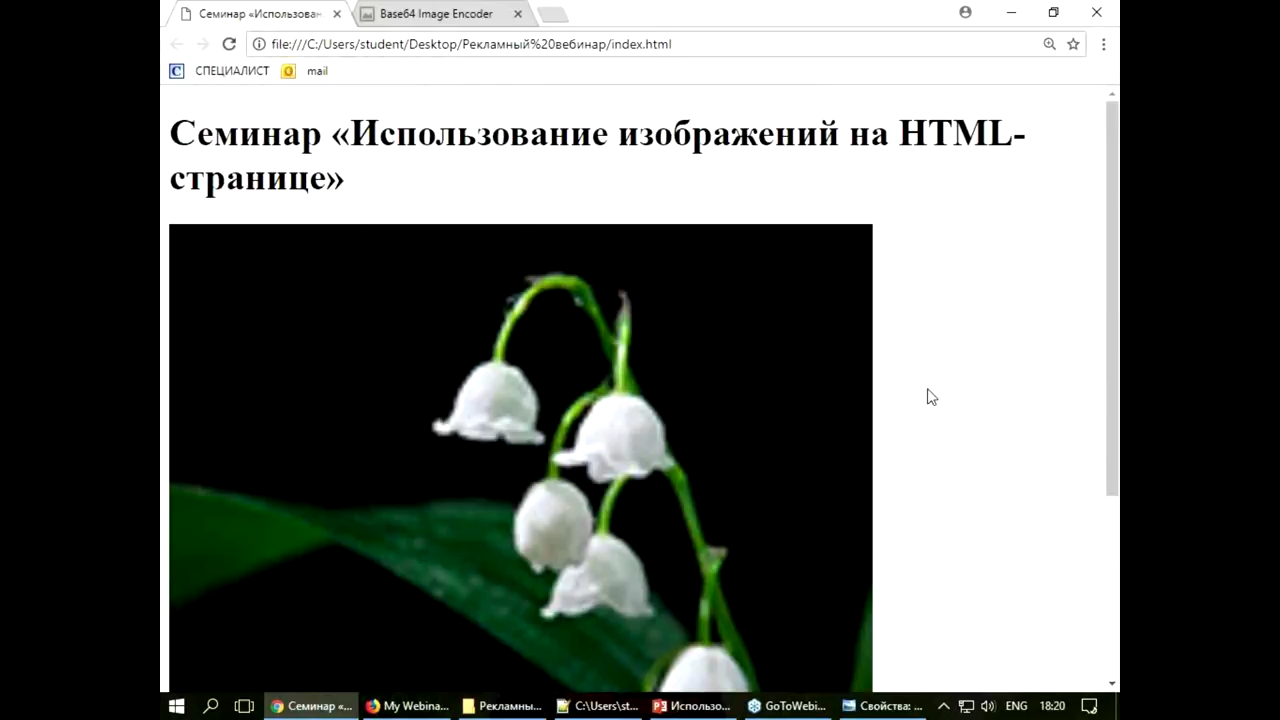 Семинар «Использован
Base64 Image Encoder
file:///C:/Users/student/Desktop/Рекламный%20вебинар/index.html
СПЕЦИАЛИСТ
mail
Семинар «Использование изображений на HTML-
странице»
Семинар «...
My Webina...
Рекламны...
C:\Users\st...
Использо...
GoToWebi...
Свойства: ...
ENG
18:20